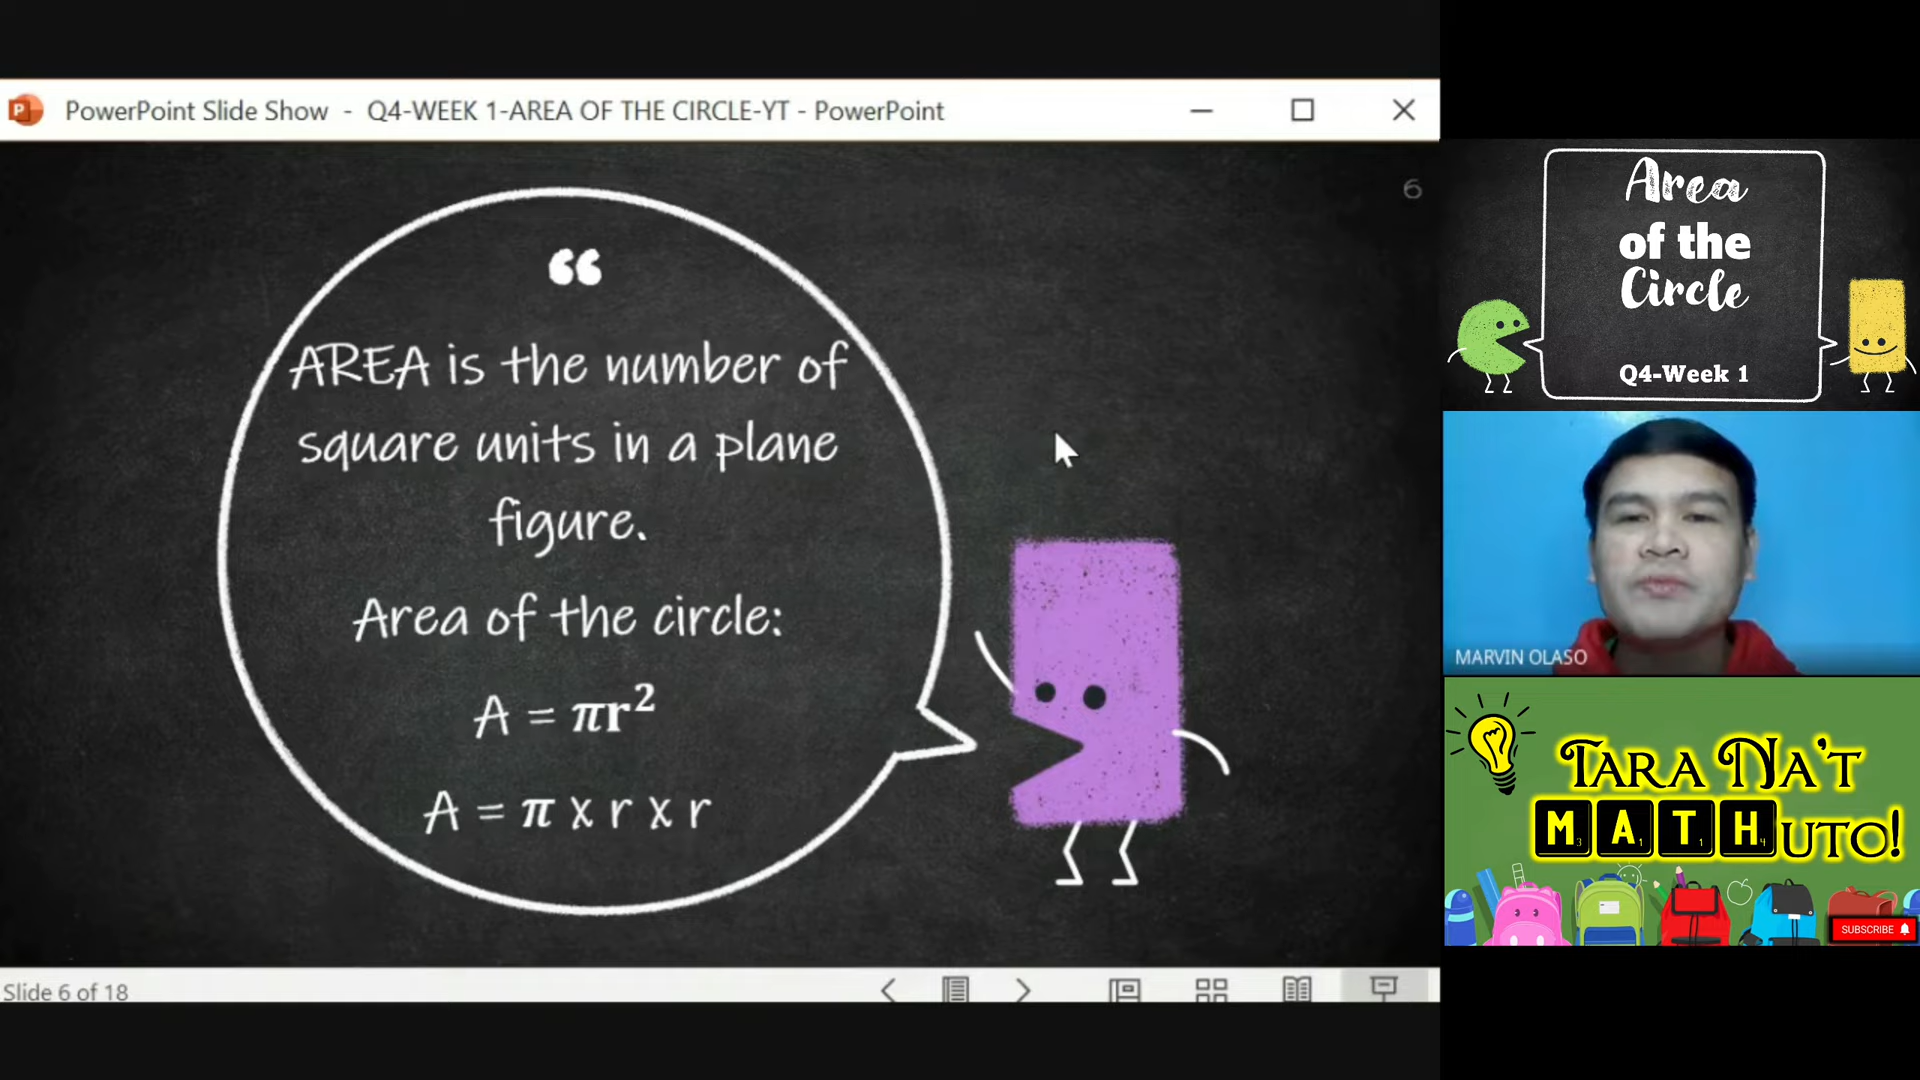 PowerPoint Slide Show - Q4-WEEK 1-AREA OF THE CIRCLE-YT - PowerPoint
6
“
AREA is the number of
square units in a plane
figure.
Area of the circle:
A = πr²
A = π x r x r
Slide 6 of 18
Area
of the
Circle
Q4-Week 1
MARVIN OLASO
TARA NA'T
MATHUTO!
SUBSCRIBE